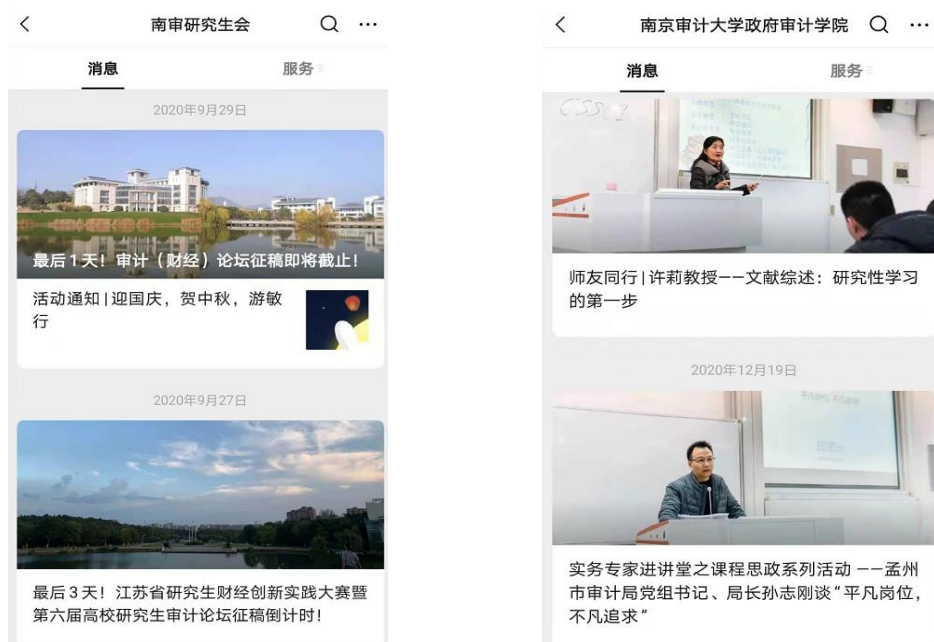 南审研究生会
消息
服务
2020年9月29日
最后1天！审计（财经）论坛征稿即将截止！
活动通知|迎国庆，贺中秋，游敏
行
2020年9月27日
最后3天！江苏省研究生财经创新实践大赛暨
第六届高校研究生审计论坛征稿倒计时！
南京审计大学政府审计学院
消息
服务
CSSCI
师友同行|许莉教授——文献综述：研究性学习
的第一步
2020年12月19日
实务专家进讲堂之课程思政系列活动 ——孟州
市审计局党组书记、局长孙志刚谈“平凡岗位，
不凡追求”